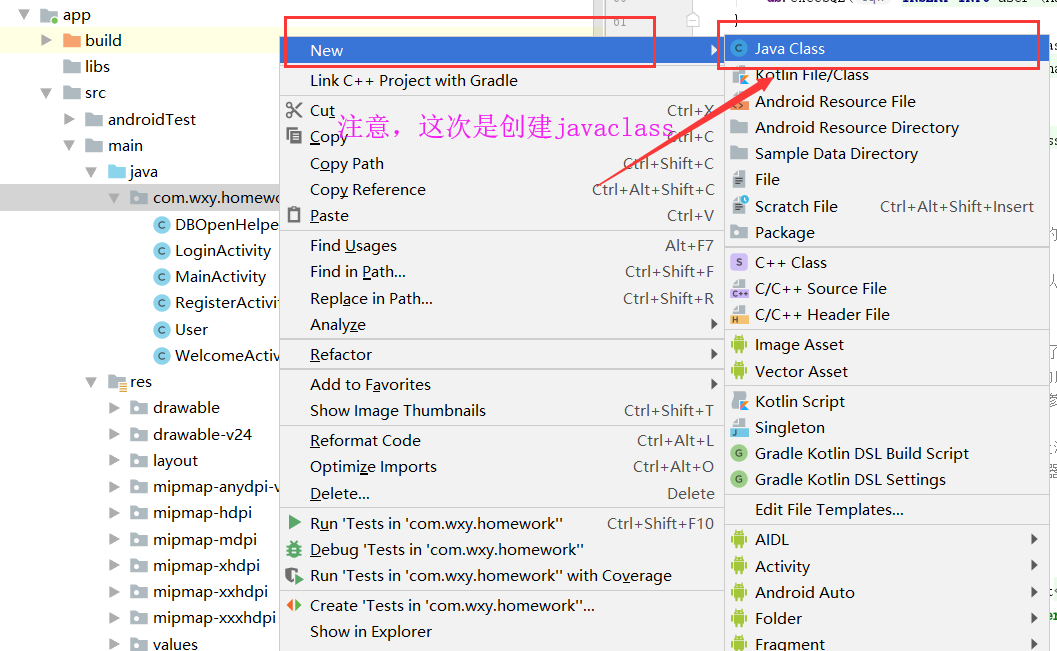 app
build
libs
src
androidTest
main
java
com.wxy.homewo
DBOpenHelpe
LoginActivity
MainActivity
RegisterActivi
User
WelcomeActiv
res
drawable
drawable-v24
layout
mipmap-anydpi-v
mipmap-hdpi
mipmap-mdpi
mipmap-xhdpi
mipmap-xxhdpi
mipmap-xxxhdpi
values
61
}
New
Link C++ Project with Gradle
Cut Ctrl+X
注意，这次是创建javaclass
Copy Ctrl+C
Copy Path Ctrl+Shift+C
Copy Reference Ctrl+Alt+Shift+C
Paste Ctrl+V
Find Usages Alt+F7
Find in Path... Ctrl+Shift+F
Replace in Path... Ctrl+Shift+R
Analyze
Refactor
Add to Favorites
Show Image Thumbnails Ctrl+Shift+T
Reformat Code Ctrl+Alt+L
Optimize Imports Ctrl+Alt+O
Delete... Delete
Run 'Tests in 'com.wxy.homework'' Ctrl+Shift+F10
Debug 'Tests in 'com.wxy.homework''
Run 'Tests in 'com.wxy.homework'' with Coverage
Create 'Tests in 'com.wxy.homework''...
Show in Explorer
Java Class
Kotlin File/Class
Android Resource File
Android Resource Directory
Sample Data Directory
File
Scratch File Ctrl+Alt+Shift+Insert
Package
C++ Class
C/C++ Source File
C/C++ Header File
Image Asset
Vector Asset
Kotlin Script
Singleton
Gradle Kotlin DSL Build Script
Gradle Kotlin DSL Settings
Edit File Templates...
AIDL
Activity
Android Auto
Folder
Fragment